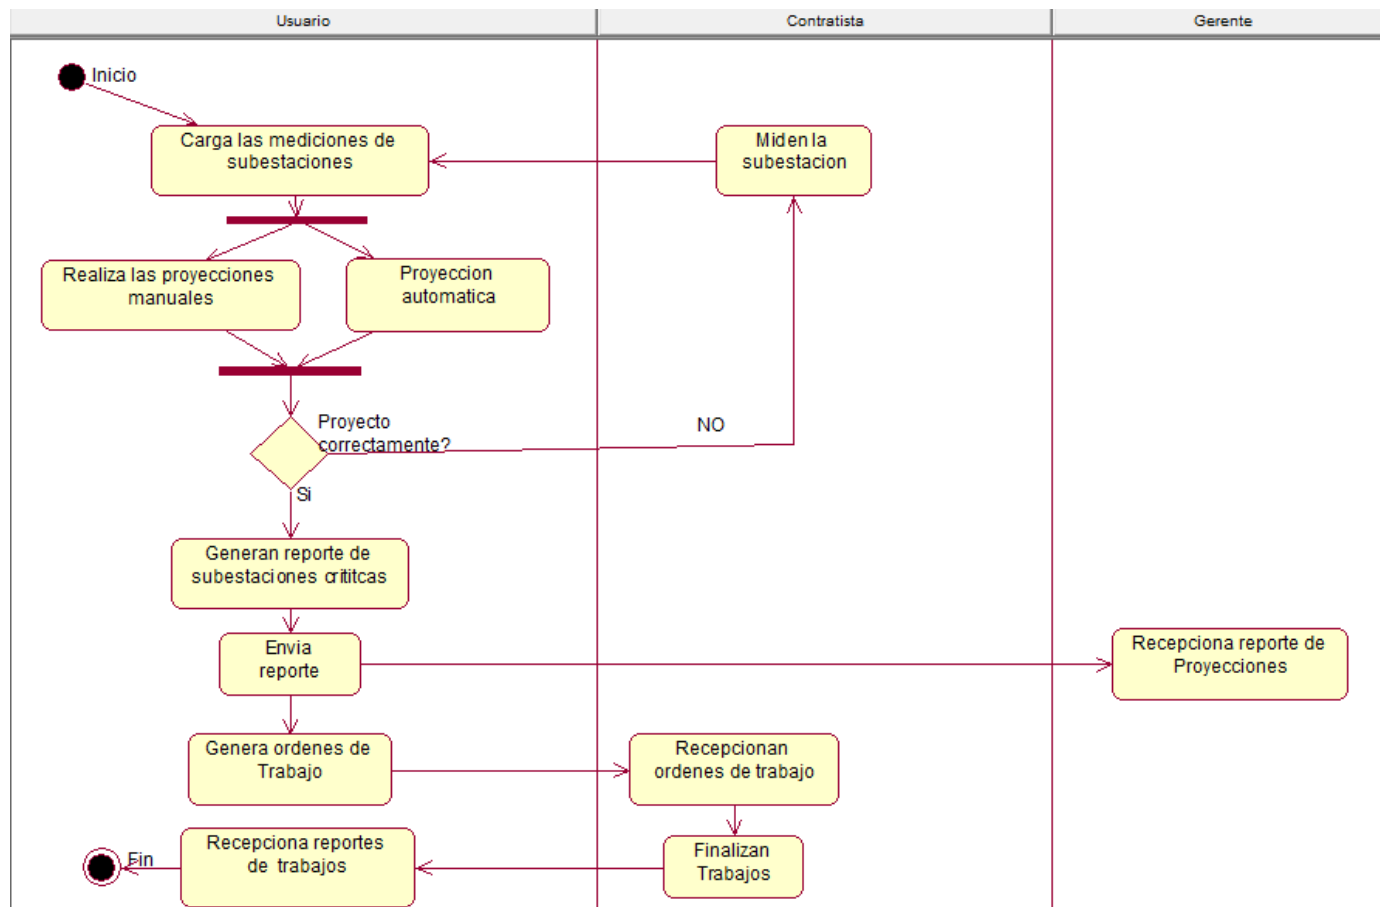 Usuario
Contratista
Gerente
Inicio
Carga las mediciones de
subestaciones
Miden la
subestacion
Realiza las proyecciones
manuales
Proyeccion
automatica
Proyecto
correctamente?
NO
Si
Generan reporte de
subestaciones crititcas
Envia
reporte
Recepciona reporte de
Proyecciones
Genera ordenes de
Trabajo
Recepcionan
ordenes de trabajo
Recepciona reportes
de trabajos
Fin
Finalizan
Trabajos